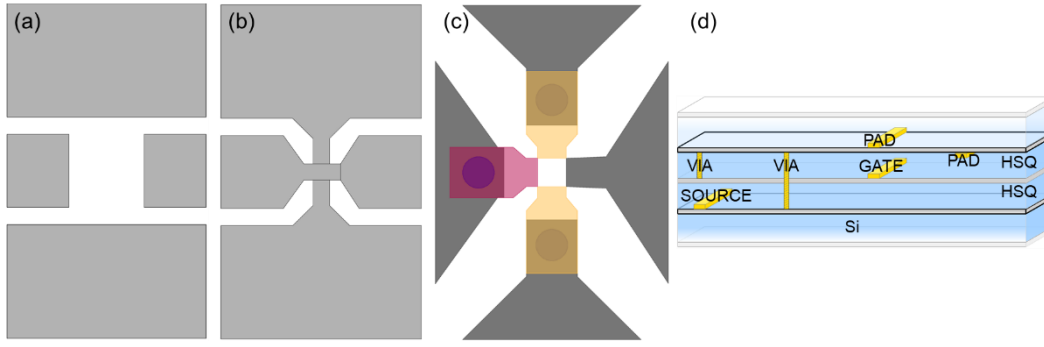 (a)
(b)
(c)
(d)
PAD
VIA
VIA
GATE
PAD
HSQ
SOURCE
HSQ
Si